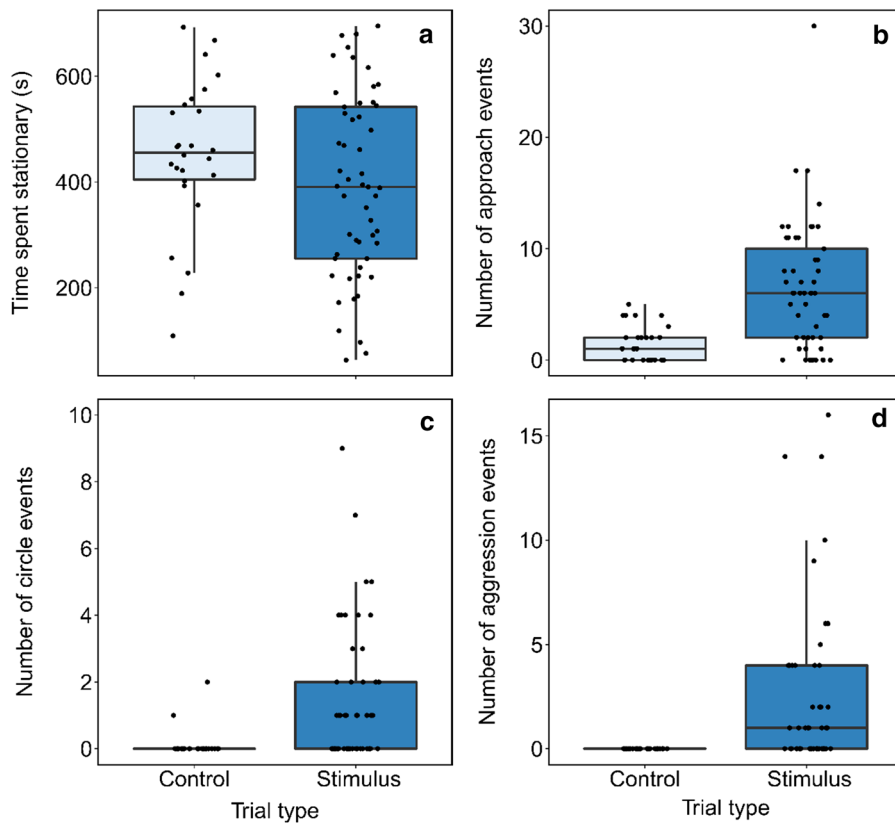 a
Time spent stationary (s)
600
400
200
b
Number of approach events
30
20
10
0
c
Number of circle events
10
8
6
4
2
0
Control
Stimulus
Trial type
d
Number of aggression events
15
10
5
0
Control
Stimulus
Trial type